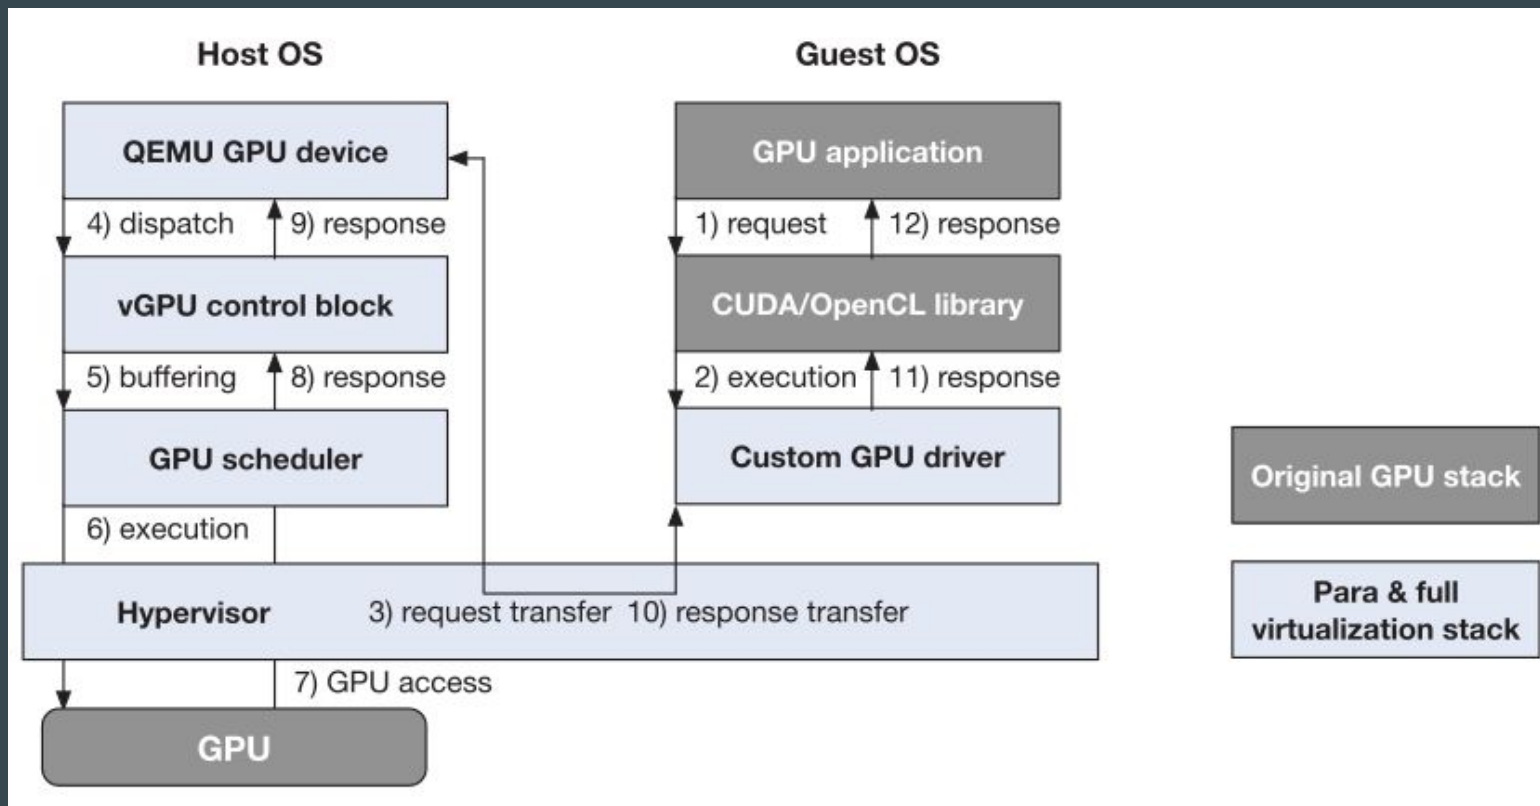 Host OS
Guest OS
QEMU GPU device
GPU application
4) dispatch
9) response
1) request
12) response
vGPU control block
CUDA/OpenCL library
5) buffering
8) response
2) execution
11) response
GPU scheduler
Custom GPU driver
Original GPU stack
6) execution
Hypervisor
3) request transfer
10) response transfer
Para & full
virtualization stack
7) GPU access
GPU